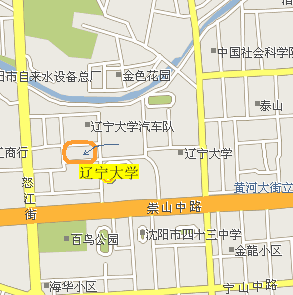 中国社会科学院
阳市自来水设备总
金色花园
泰山
辽宁大学汽车队
工商行
辽宁大学
辽宁大学
怒江街
黄河大街立
崇山中路
百鸟公园
沈阳市四十三中学
金龍小区
海华小区
宁山中路